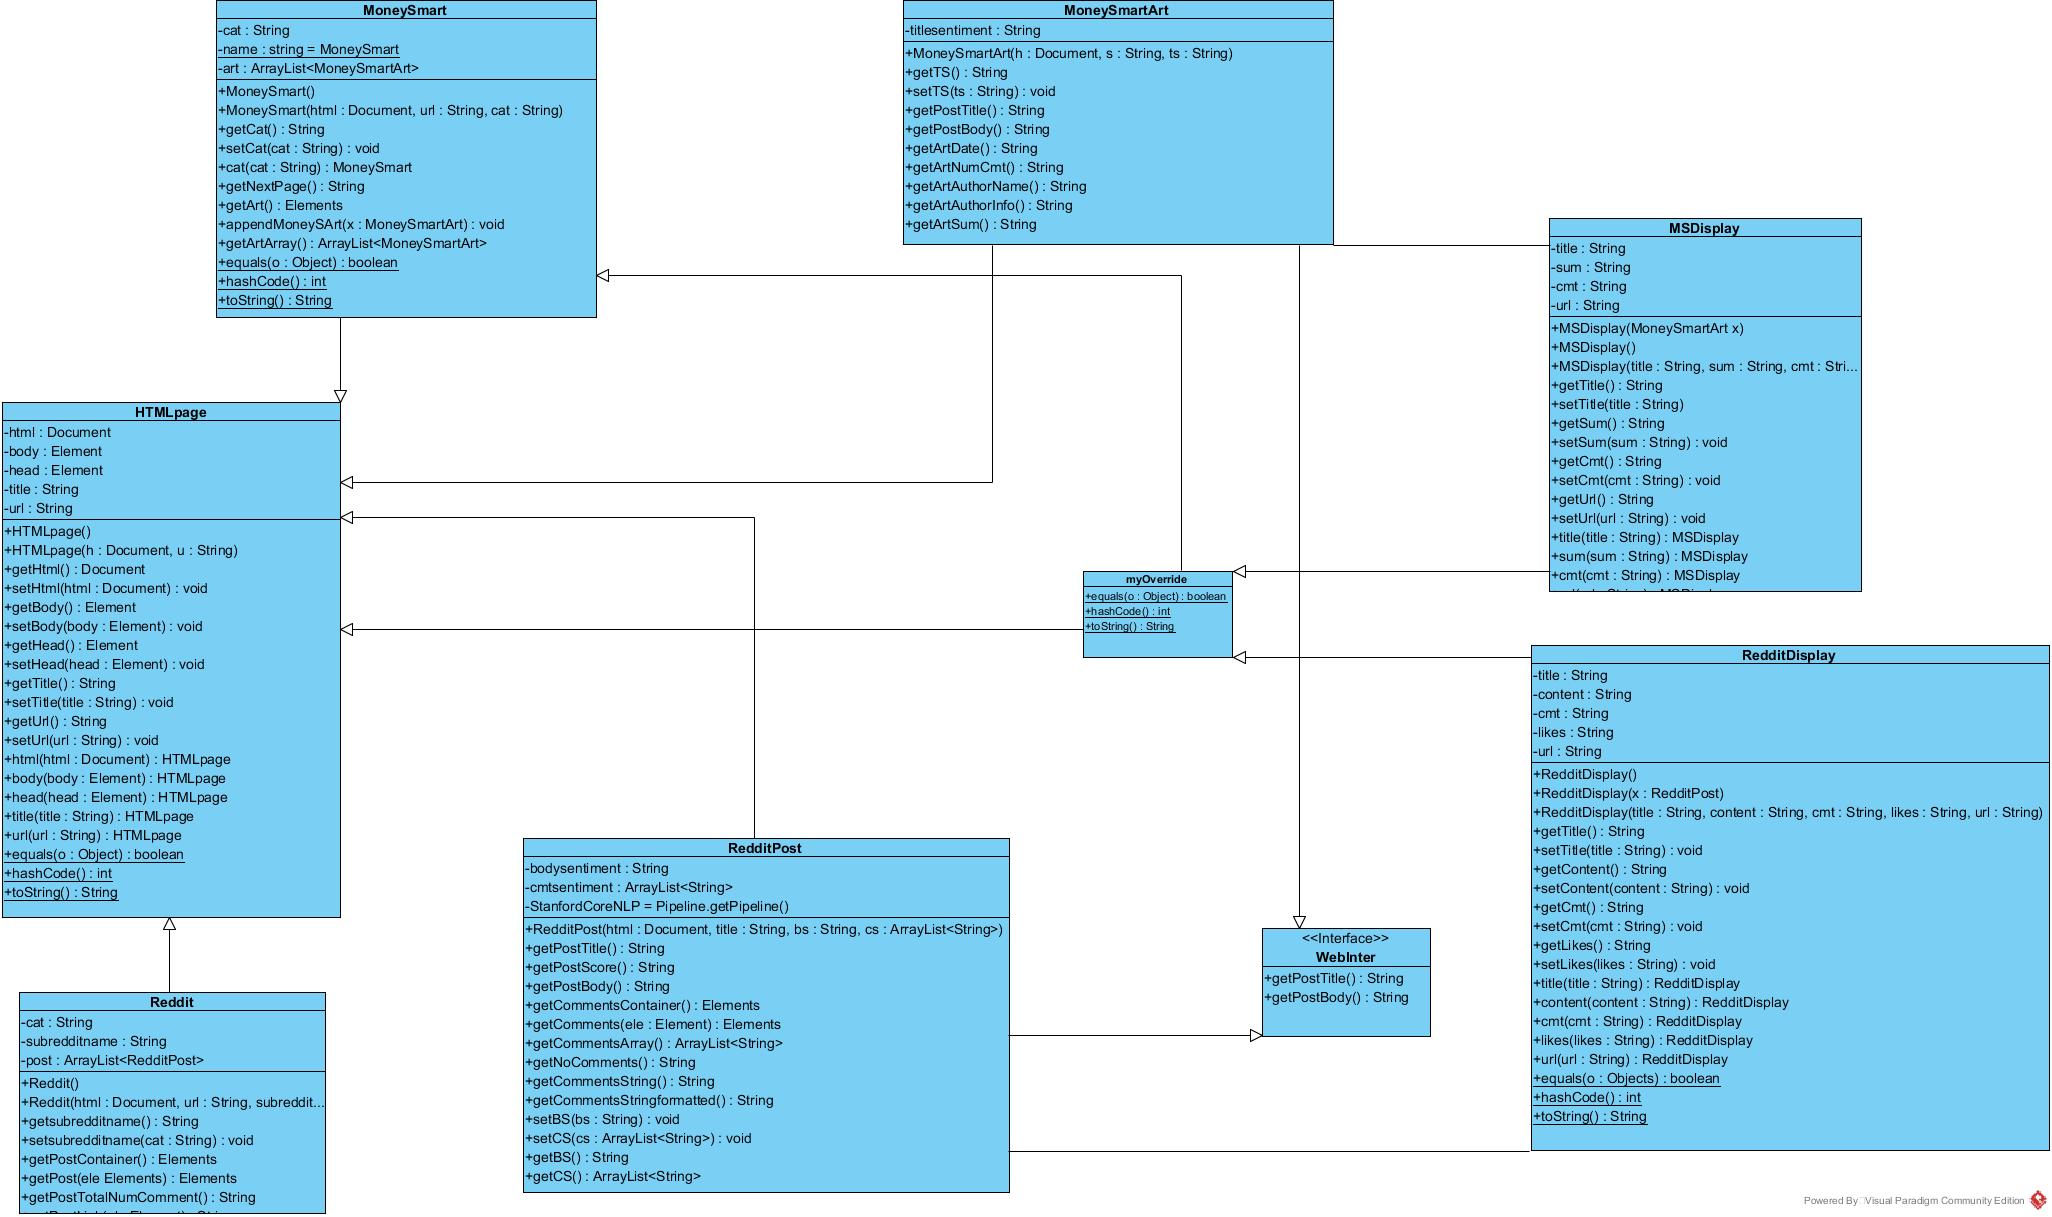 MoneySmart
-cat : String
-name : string = MoneySmart
-art : ArrayList<MoneySmartArt>
+MoneySmart()
+MoneySmart(html : Document, url : String, cat : String)
+getCat() : String
+setCat(cat : String) : void
+cat(cat : String) : MoneySmart
+getNextPage() : String
+getArt() : Elements
+appendMoneySArt(x : MoneySmartArt) : void
+getArtArray() : ArrayList<MoneySmartArt>
+equals(o : Object) : boolean
+hashCode() : int
+toString() : String
MoneySmartArt
-titlesentiment : String
+MoneySmartArt(h : Document, s : String, ts : String)
+getTS() : String
+setTS(ts : String) : void
+getPostTitle() : String
+getPostBody() : String
+getArtDate() : String
+getArtNumCmt() : String
+getArtAuthorName() : String
+getArtAuthorInfo() : String
+getArtSum() : String
MSDisplay
-title : String
-sum : String
-cmt : String
-url : String
+MSDisplay(MoneySmartArt x)
+MSDisplay()
+MSDisplay(title : String, sum : String, cmt : Stri...
+getTitle() : String
+setTitle(title : String)
+getSum() : String
+setSum(sum : String) : void
+getCmt() : String
+setCmt(cmt : String) : void
+getUrl() : String
+setUrl(url : String) : void
+title(title : String) : MSDisplay
+sum(sum : String) : MSDisplay
+cmt(cmt : String) : MSDisplay
HTMLpage
-html : Document
-body : Element
-head : Element
-title : String
-url : String
+HTMLpage()
+HTMLpage(h : Document, u : String)
+getHtml() : Document
+setHtml(html : Document) : void
+getBody() : Element
+setBody(body : Element) : void
+getHead() : Element
+setHead(head : Element) : void
+getTitle() : String
+setTitle(title : String) : void
+getUrl() : String
+setUrl(url : String) : void
+html(html : Document) : HTMLpage
+body(body : Element) : HTMLpage
+head(head : Element) : HTMLpage
+title(title : String) : HTMLpage
+url(url : String) : HTMLpage
+equals(o : Object) : boolean
+hashCode() : int
+toString() : String
myOverride
+equals(o : Object) : boolean
+hashCode() : int
+toString() : String
RedditDisplay
-title : String
-content : String
-cmt : String
-likes : String
-url : String
+RedditDisplay()
+RedditDisplay(x : RedditPost)
+RedditDisplay(title : String, content : String, cmt : String, likes : String, url : String)
+getTitle() : String
+setTitle(title : String) : void
+getContent() : String
+setContent(content : String) : void
+getCmt() : String
+setCmt(cmt : String) : void
+getLikes() : String
+setLikes(likes : String) : void
+title(title : String) : RedditDisplay
+content(content : String) : RedditDisplay
+cmt(cmt : String) : RedditDisplay
+likes(likes : String) : RedditDisplay
+url(url : String) : RedditDisplay
+equals(o : Objects) : boolean
+hashCode() : int
+toString() : String
RedditPost
-bodysentiment : String
-cmtsentiment : ArrayList<String>
-StanfordCoreNLP = Pipeline.getPipeline()
+RedditPost(html : Document, title : String, bs : String, cs : ArrayList<String>)
+getPostTitle() : String
+getPostScore() : String
+getPostBody() : String
+getCommentsContainer() : Elements
+getComments(ele : Element) : Elements
+getCommentsArray() : ArrayList<String>
+getNoComments() : String
+getCommentsString() : String
+getCommentsStringformatted() : String
+setBS(bs : String) : void
+setCS(cs : ArrayList<String>) : void
+getBS() : String
+getCS() : ArrayList<String>
<<Interface>>
WebInter
+getPostTitle() : String
+getPostBody() : String
Reddit
-cat : String
-subredditname : String
-post : ArrayList<RedditPost>
+Reddit()
+Reddit(html : Document, url : String, subreddit...
+getsubredditname() : String
+setsubredditname(cat : String) : void
+getPostContainer() : Elements
+getPost(ele Elements) : Elements
+getPostTotalNumComment() : String
Powered By Visual Paradigm Community Edition